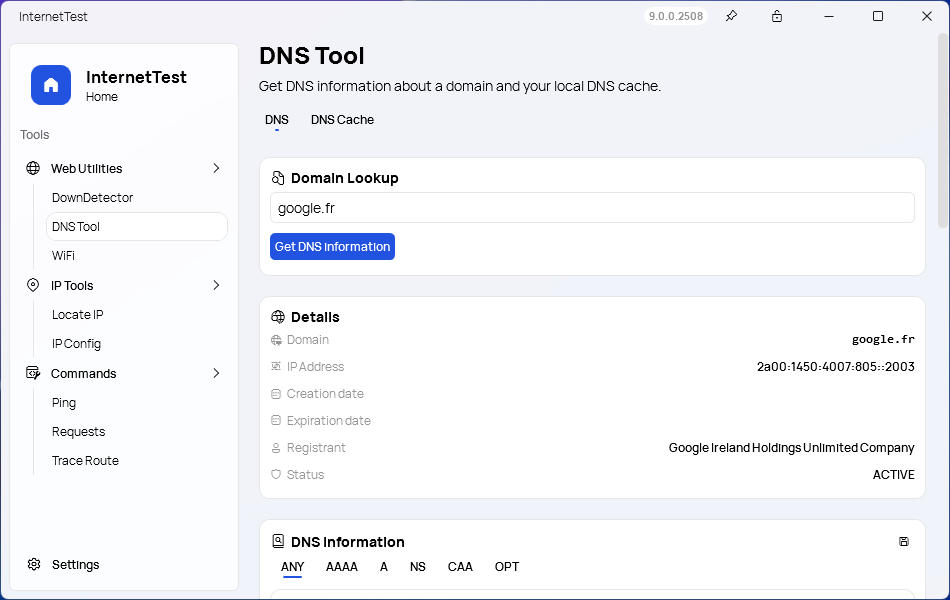 InternetTest
9.0.0.2508
InternetTest
Home
Tools
Web Utilities
DownDetector
DNS Tool
WiFi
IP Tools
Locate IP
IP Config
Commands
Ping
Requests
Trace Route
Settings
DNS Tool
Get DNS information about a domain and your local DNS cache.
DNS DNS Cache
Domain Lookup
google.fr
Get DNS information
Details
Domain google.fr
IP Address 2a00:1450:4007:805::2003
Creation date
Expiration date
Registrant Google Ireland Holdings Unlimited Company
Status ACTIVE
DNS Information
ANY AAAA A NS CAA OPT